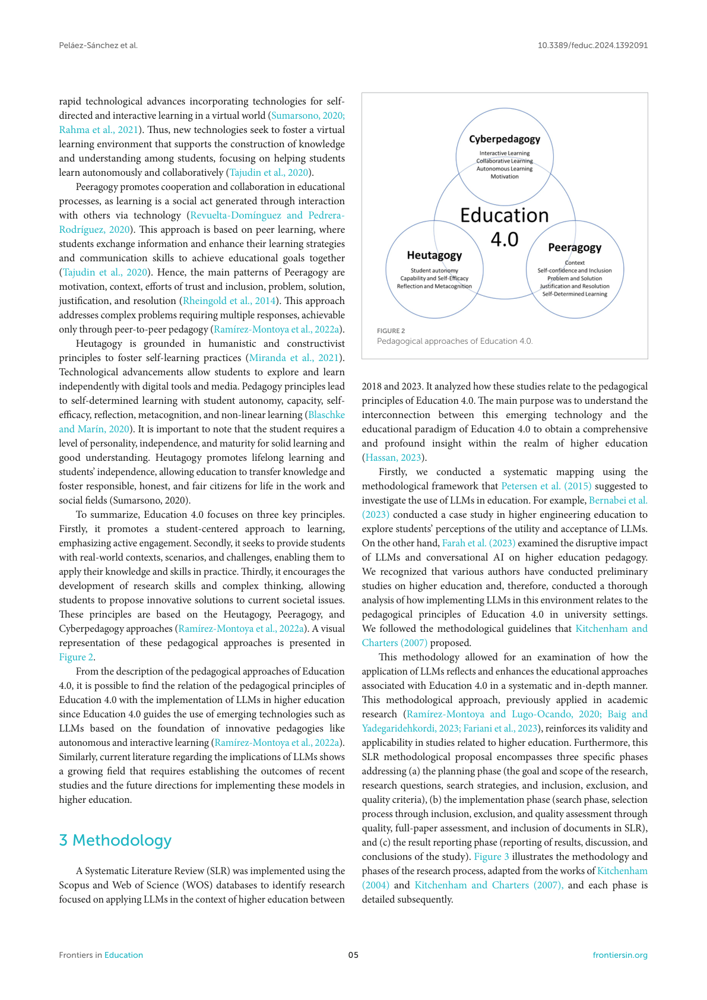 Peláez-Sánchez et al.
10.3389/feduc.2024.1392091
rapid technological advances incorporating technologies for self-
directed and interactive learning in a virtual world (Sumarsono, 2020;
Rahma et al., 2021). Thus, new technologies seek to foster a virtual
learning environment that supports the construction of knowledge
and understanding among students, focusing on helping students
learn autonomously and collaboratively (Tajudin et al., 2020).
Peeragogy promotes cooperation and collaboration in educational
processes, as learning is a social act generated through interaction
with others via technology (Revuelta-Domínguez and Pedrera-
Rodríguez, 2020). This approach is based on peer learning, where
students exchange information and enhance their learning strategies
and communication skills to achieve educational goals together
(Tajudin et al., 2020). Hence, the main patterns of Peeragogy are
motivation, context, efforts of trust and inclusion, problem, solution,
justification, and resolution (Rheingold et al., 2014). This approach
addresses complex problems requiring multiple responses, achievable
only through peer-to-peer pedagogy (Ramírez-Montoya et al., 2022a).
Heutagogy is grounded in humanistic and constructivist
principles to foster self-learning practices (Miranda et al., 2021).
Technological advancements allow students to explore and learn
independently with digital tools and media. Pedagogy principles lead
to self-determined learning with student autonomy, capacity, self-
efficacy, reflection, metacognition, and non-linear learning (Blaschke
and Marín, 2020). It is important to note that the student requires a
level of personality, independence, and maturity for solid learning and
good understanding. Heutagogy promotes lifelong learning and
students' independence, allowing education to transfer knowledge and
foster responsible, honest, and fair citizens for life in the work and
social fields (Sumarsono, 2020).
To summarize, Education 4.0 focuses on three key principles.
Firstly, it promotes a student-centered approach to learning,
emphasizing active engagement. Secondly, it seeks to provide students
with real-world contexts, scenarios, and challenges, enabling them to
apply their knowledge and skills in practice. Thirdly, it encourages the
development of research skills and complex thinking, allowing
students to propose innovative solutions to current societal issues.
These principles are based on the Heutagogy, Peeragogy, and
Cyberpedagogy approaches (Ramírez-Montoya et al., 2022a). A visual
representation of these pedagogical approaches is presented in
Figure 2.
From the description of the pedagogical approaches of Education
4.0, it is possible to find the relation of the pedagogical principles of
Education 4.0 with the implementation of LLMs in higher education
since Education 4.0 guides the use of emerging technologies such as
LLMs based on the foundation of innovative pedagogies like
autonomous and interactive learning (Ramírez-Montoya et al., 2022a).
Similarly, current literature regarding the implications of LLMs shows
a growing field that requires establishing the outcomes of recent
studies and the future directions for implementing these models in
higher education.
3 Methodology
A Systematic Literature Review (SLR) was implemented using the
Scopus and Web of Science (WOS) databases to identify research
focused on applying LLMs in the context of higher education between
Cyberpedagogy
Interactive Learning
Collaborative Learning
Autonomous Learning
Motivation
Education
4.0
Heutagogy
Student autonomy
Capability and Self-Efficacy
Reflection and Metacognition
Peeragogy
Context
Self-confidence and Inclusion
Problem and Solution
Justification and Resolution
Self-Determined Learning
FIGURE 2
Pedagogical approaches of Education 4.0.
2018 and 2023. It analyzed how these studies relate to the pedagogical
principles of Education 4.0. The main purpose was to understand the
interconnection between this emerging technology and the
educational paradigm of Education 4.0 to obtain a comprehensive
and profound insight within the realm of higher education
(Hassan, 2023).
Firstly, we conducted a systematic mapping using the
methodological framework that Petersen et al. (2015) suggested to
investigate the use of LLMs in education. For example, Bernabei et al.
(2023) conducted a case study in higher engineering education to
explore students' perceptions of the utility and acceptance of LLMs.
On the other hand, Farah et al. (2023) examined the disruptive impact
of LLMs and conversational AI on higher education pedagogy.
We recognized that various authors have conducted preliminary
studies on higher education and, therefore, conducted a thorough
analysis of how implementing LLMs in this environment relates to the
pedagogical principles of Education 4.0 in university settings.
We followed the methodological guidelines that Kitchenham and
Charters (2007) proposed.
This methodology allowed for an examination of how the
application of LLMs reflects and enhances the educational approaches
associated with Education 4.0 in a systematic and in-depth manner.
This methodological approach, previously applied in academic
research (Ramírez-Montoya and Lugo-Ocando, 2020; Baig and
Yadegaridehkordi, 2023; Fariani et al., 2023), reinforces its validity and
applicability in studies related to higher education. Furthermore, this
SLR methodological proposal encompasses three specific phases
addressing (a) the planning phase (the goal and scope of the research,
research questions, search strategies, and inclusion, exclusion, and
quality criteria), (b) the implementation phase (search phase, selection
process through inclusion, exclusion, and quality assessment through
quality, full-paper assessment, and inclusion of documents in SLR),
and (c) the result reporting phase (reporting of results, discussion, and
conclusions of the study). Figure 3 illustrates the methodology and
phases of the research process, adapted from the works of Kitchenham
(2004) and Kitchenham and Charters (2007), and each phase is
detailed subsequently.
Frontiers in Education
05
frontiersin.org